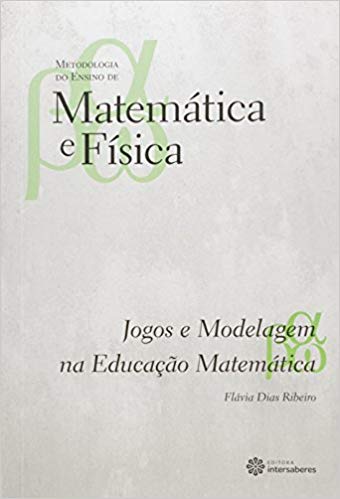 Metodologia
do Ensino de
Matemática
e Física
Jogos e Modelagem
na Educação Matemática
Flávia Dias Ribeiro
EDITORA
intersaberes